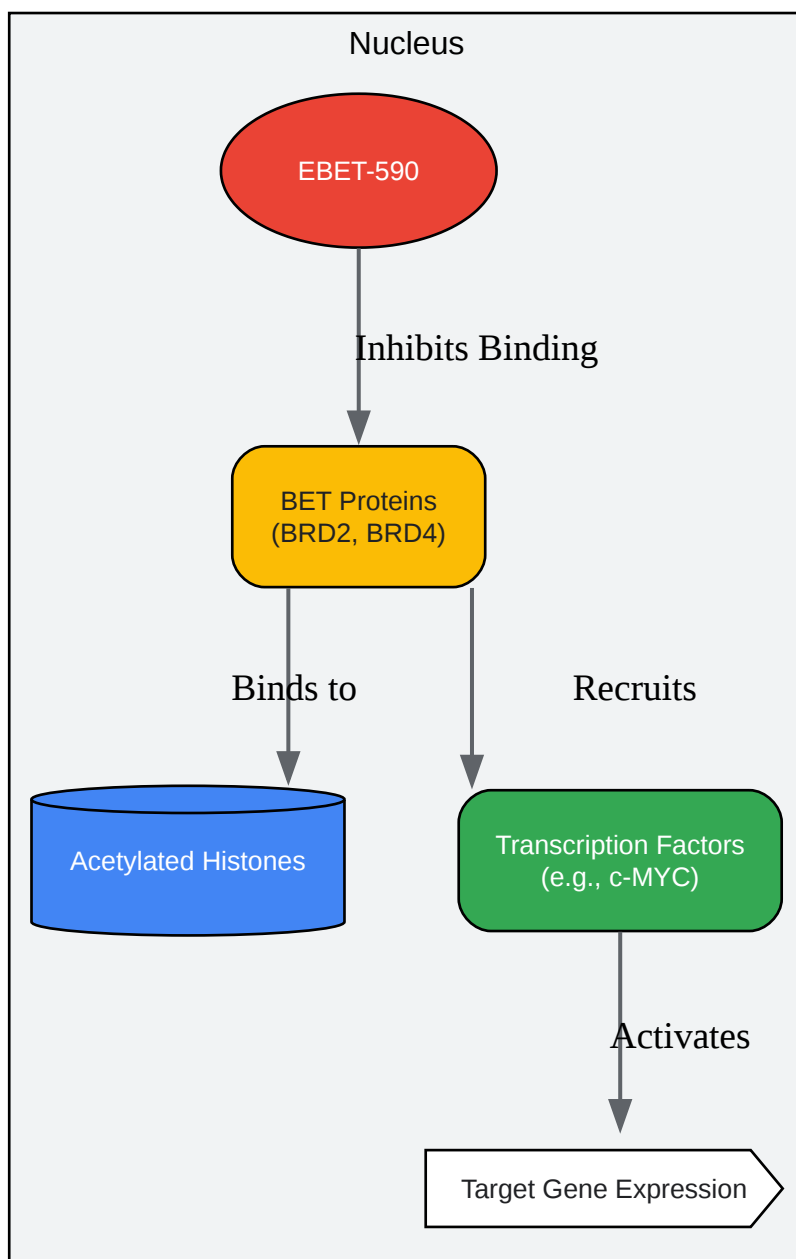 Nucleus
EBET-590
Inhibits Binding
BET Proteins
(BRD2, BRD4)
Binds to
Recruits
Acetylated Histones
Transcription Factors
(e.g., c-MYC)
Activates
Target Gene Expression